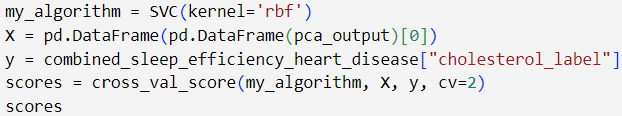 my_algorithm = SVC(kernel='rbf')
X = pd.DataFrame(pd.DataFrame(pca_output)[0])
y = combined_sleep_efficiency_heart_disease["cholesterol_label"]
scores = cross_val_score(my_algorithm, X, y, cv=2)
scores